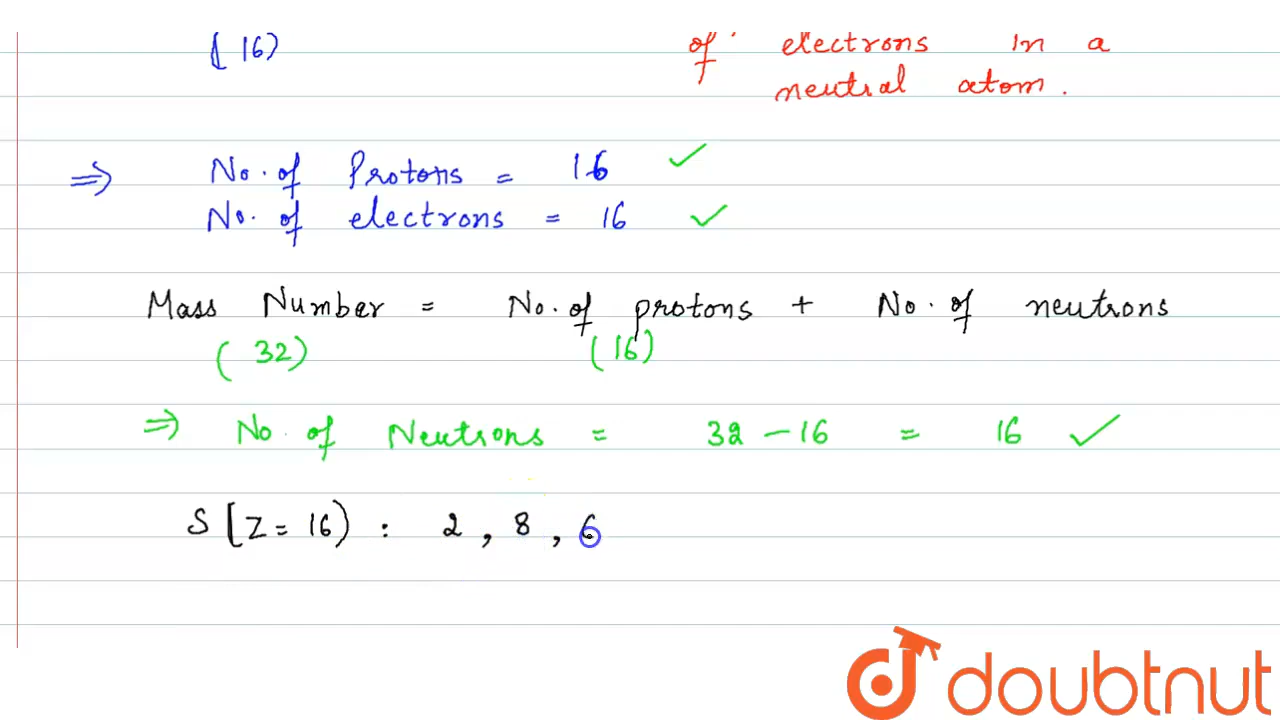 (16)
of electrons in a
neutral atom.
⇒ No. of Protons = 16 ✓
No. of electrons = 16 ✓
Mass Number = No. of protons + No. of neutrons
(32) (16)
⇒ No. of Neutrons = 32 - 16 = 16 ✓
S [Z = 16) : 2, 8, 6
doubtnut